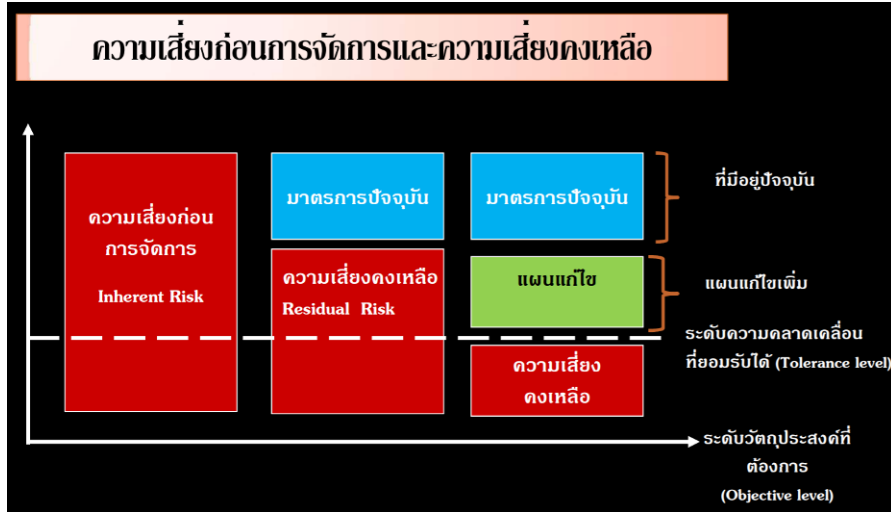 ความเสี่ยงก่อนการจัดการและความเสี่ยงคงเหลือ
ความเสี่ยงก่อน
การจัดการ
Inherent Risk
มาตรการปัจจุบัน
ความเสี่ยงคงเหลือ
Residual Risk
มาตรการปัจจุบัน
แผนแก้ไข
ความเสี่ยง
คงเหลือ
ที่มีอยู่ปัจจุบัน
แผนแก้ไขเพิ่ม
ระดับความคลาดเคลื่อน
ที่ยอมรับได้ (Tolerance level)
ระดับวัตถุประสงค์ที่
ต้องการ
(Objective level)